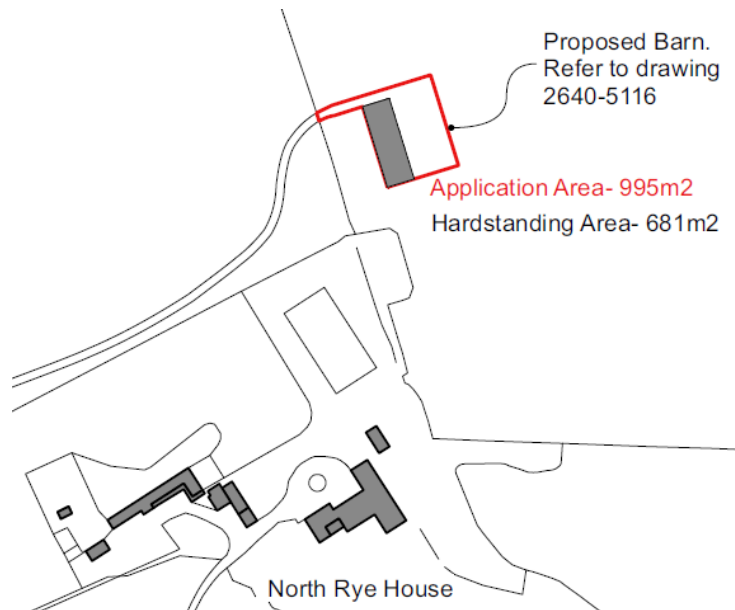 Proposed Barn.
Refer to drawing
2640-5116
Application Area- 995m2
Hardstanding Area- 681m2
North Rye House